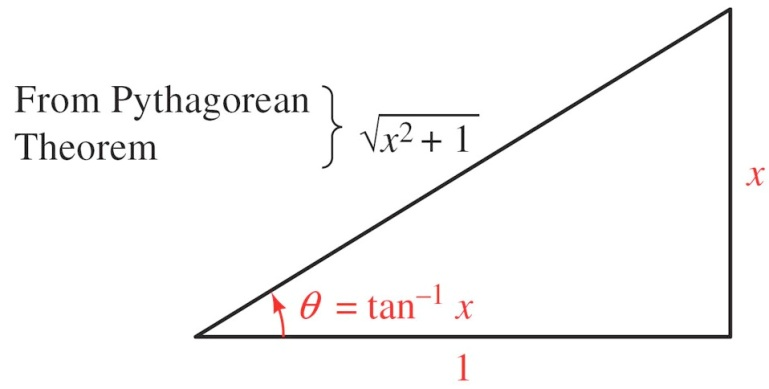 From Pythagorean
Theorem
√(x² + 1)
x
θ = tan⁻¹ x
1